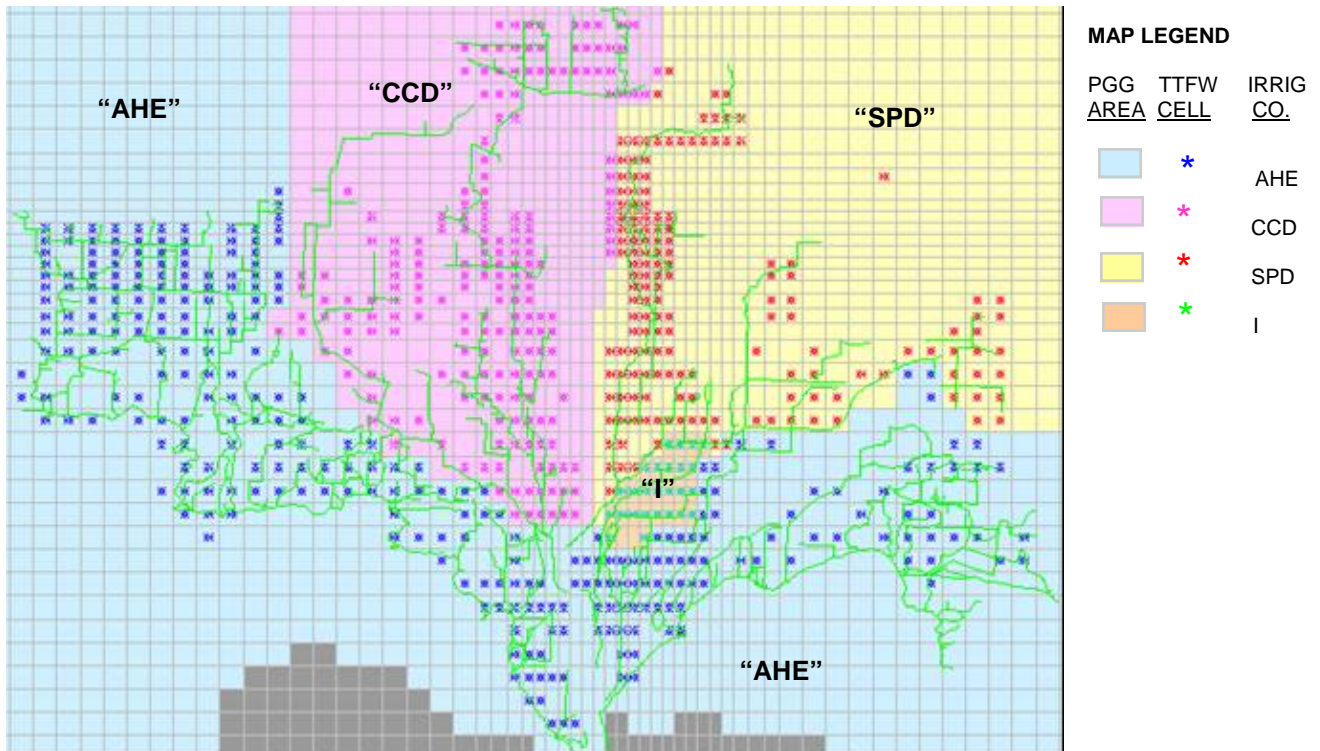 MAP LEGEND
PGG TTFW IRRIG
AREA CELL CO.
“AHE” “CCD” “SPD”
* AHE
* CCD
* SPD
* I
“I”
“AHE”